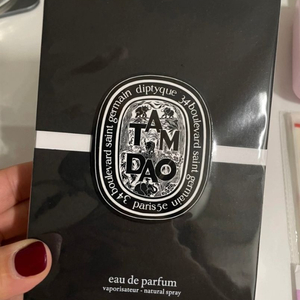 diptyque 34 boulevard saint germain paris 5e 34 boulevard saint germain
TAM
DAO
eau de parfum
vaporisateur - natural spray